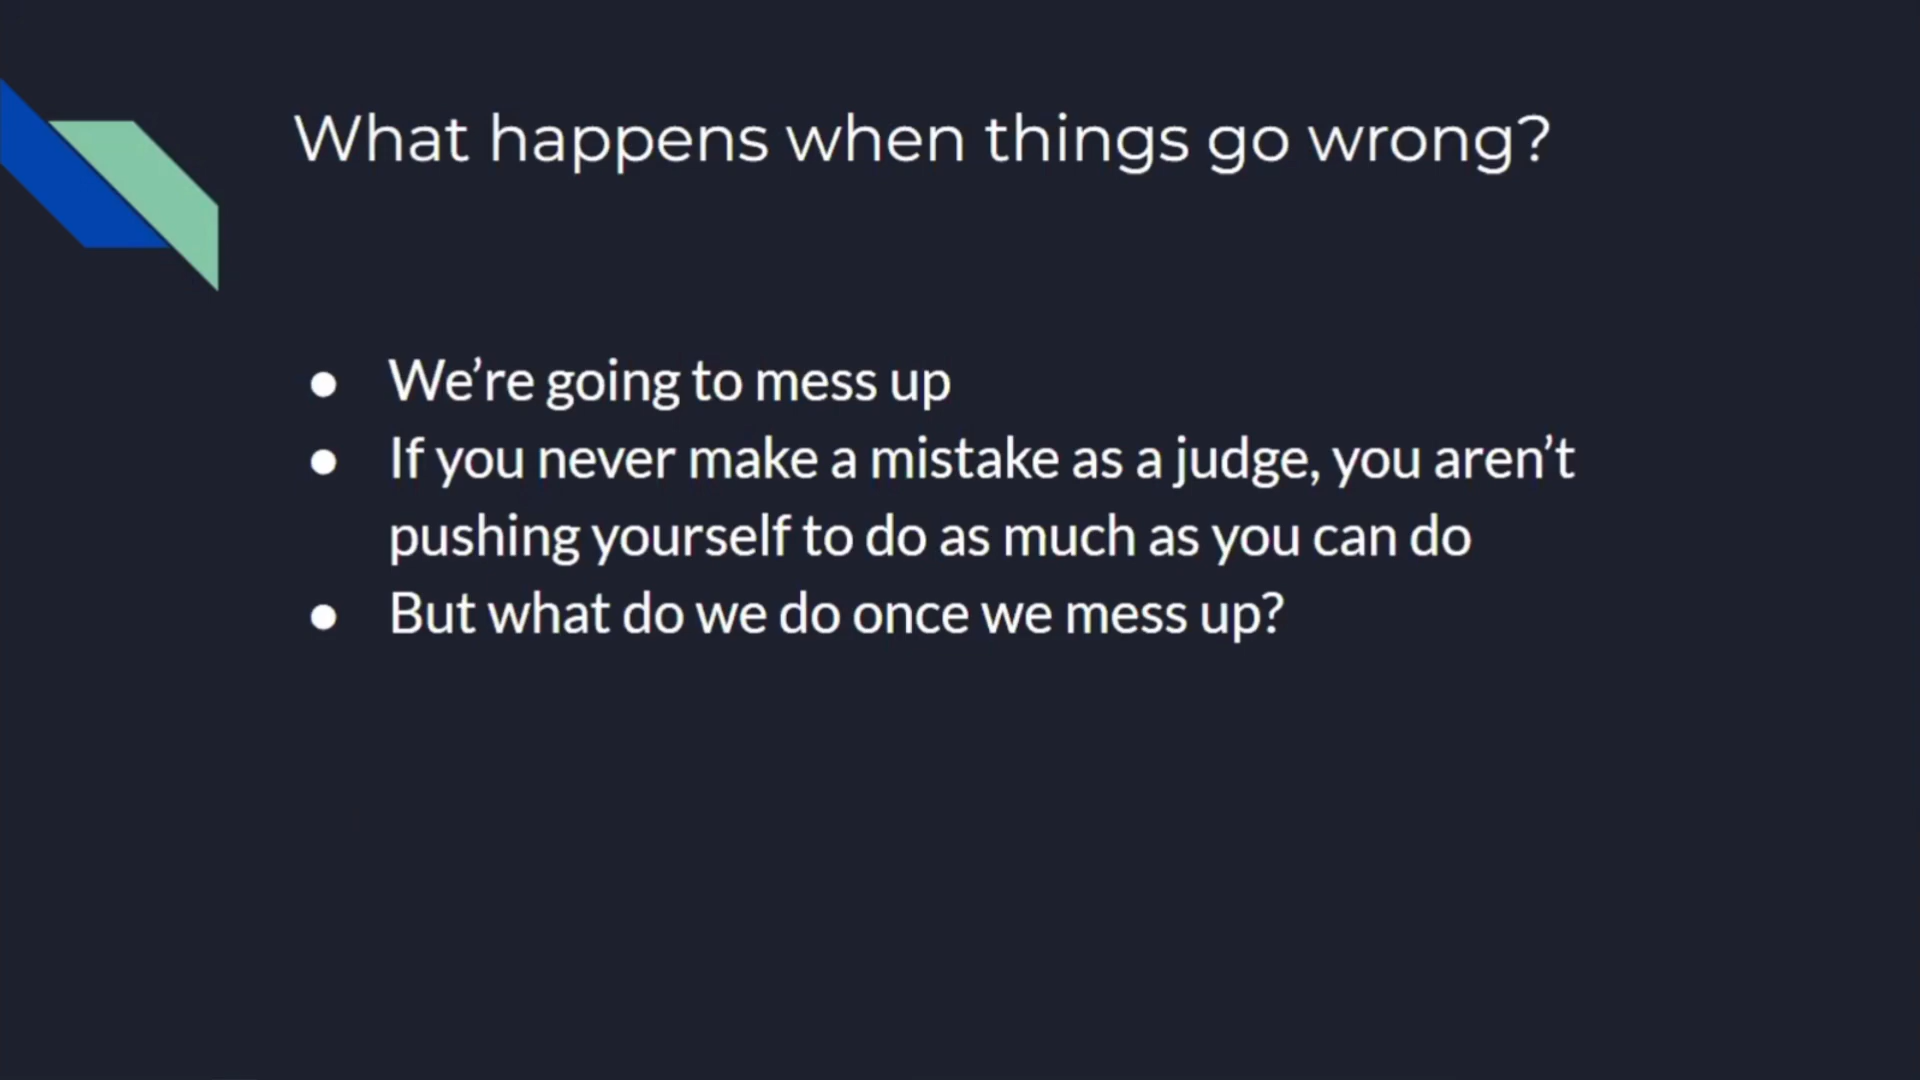 What happens when things go wrong?
● We’re going to mess up
● If you never make a mistake as a judge, you aren’t
pushing yourself to do as much as you can do
● But what do we do once we mess up?